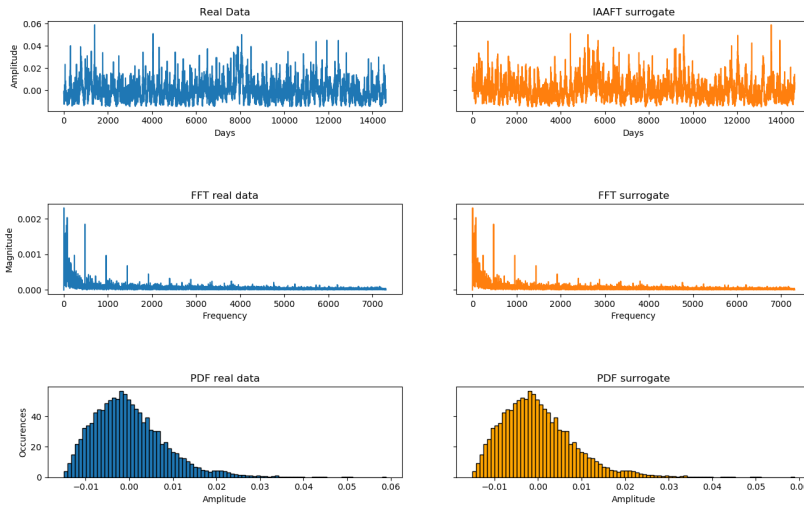 Real Data
IAAFT surrogate
Amplitude
0.06
0.04
0.02
0.00
0 2000 4000 6000 8000 10000 12000 14000
Days
0 2000 4000 6000 8000 10000 12000 14000
Days
FFT real data
FFT surrogate
Magnitude
0.002
0.001
0.000
0 1000 2000 3000 4000 5000 6000 7000
Frequency
0 1000 2000 3000 4000 5000 6000 7000
Frequency
PDF real data
PDF surrogate
Occurences
40
20
0
−0.01 0.00 0.01 0.02 0.03 0.04 0.05 0.06
Amplitude
−0.01 0.00 0.01 0.02 0.03 0.04 0.05
Amplitude